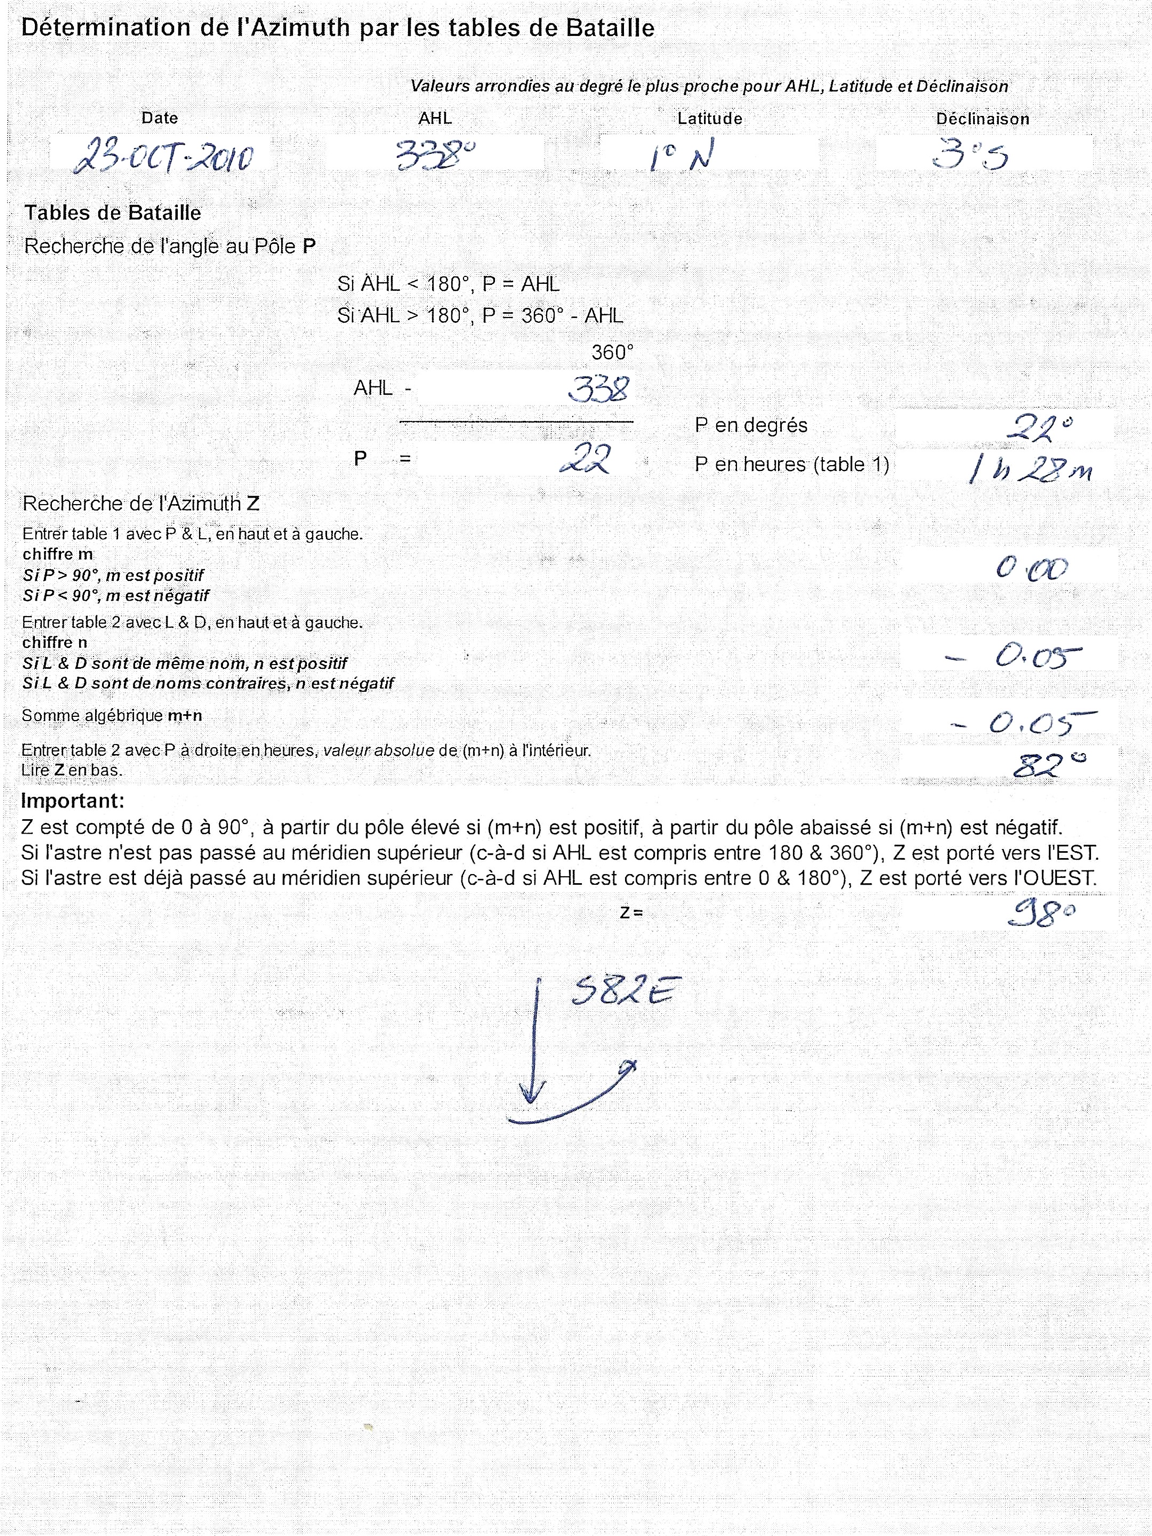 Détermination de l'Azimuth par les tables de Bataille
Valeurs arrondies au degré le plus proche pour AHL, Latitude et Déclinaison
Date AHL Latitude Déclinaison
23-OCT-2010 338° 1° N 3°S
Tables de Bataille
Recherche de l'angle au Pôle P
Si AHL < 180°, P = AHL
Si AHL > 180°, P = 360° - AHL
360°
AHL - 338
P en degrés 22°
P = 22
P en heures (table 1) 1 h 28 m
Recherche de l'Azimuth Z
Entrer table 1 avec P & L, en haut et à gauche.
chiffre m 0.00
Si P > 90°, m est positif
Si P < 90°, m est négatif
Entrer table 2 avec L & D, en haut et à gauche.
chiffre n - 0.05
Si L & D sont de même nom, n est positif
Si L & D sont de noms contraires, n est négatif
Somme algébrique m+n - 0.05
Entrer table 2 avec P à droite en heures, valeur absolue de (m+n) à l'intérieur. 82°
Lire Z en bas.
Important:
Z est compté de 0 à 90°, à partir du pôle élevé si (m+n) est positif, à partir du pôle abaissé si (m+n) est négatif.
Si l'astre n'est pas passé au méridien supérieur (c-à-d si AHL est compris entre 180 & 360°), Z est porté vers l'EST.
Si l'astre est déjà passé au méridien supérieur (c-à-d si AHL est compris entre 0 & 180°), Z est porté vers l'OUEST.
Z= 98°
S82E